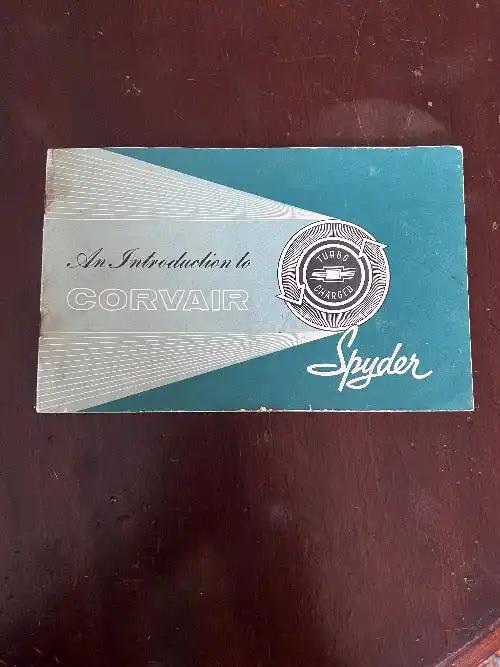 An Introduction to
CORVAIR
TURBO
CHARGED
Spyder